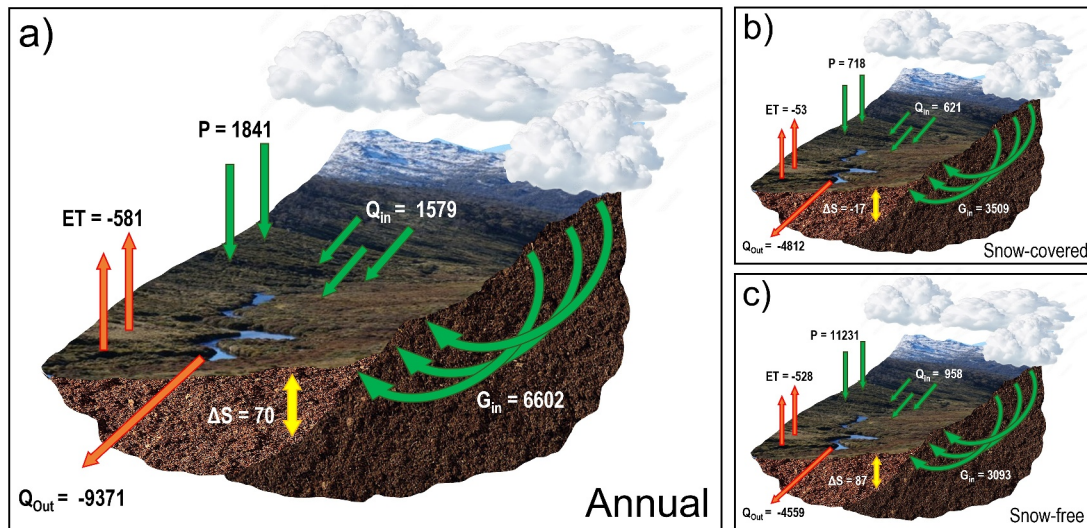 a)
P = 1841
ET = -581
Qin = 1579
ΔS = 70
Gin = 6602
QOut = -9371
Annual
b)
P = 718
ET = -53
Qin = 621
ΔS = -17
Gin = 3509
QOut = -4812
Snow-covered
c)
P = 11231
ET = -528
Qin = 958
ΔS = 87
Gin = 3093
QOut = -4559
Snow-free